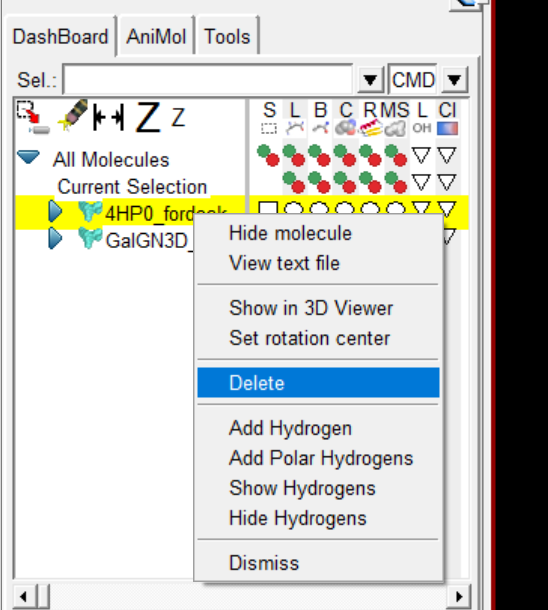 DashBoard AniMol Tools
Sel.: CMD
Z Z S L B C R MS L Cl
OH
All Molecules
Current Selection
4HP0_fordock
GalGN3D_
Hide molecule
View text file
Show in 3D Viewer
Set rotation center
Delete
Add Hydrogen
Add Polar Hydrogens
Show Hydrogens
Hide Hydrogens
Dismiss